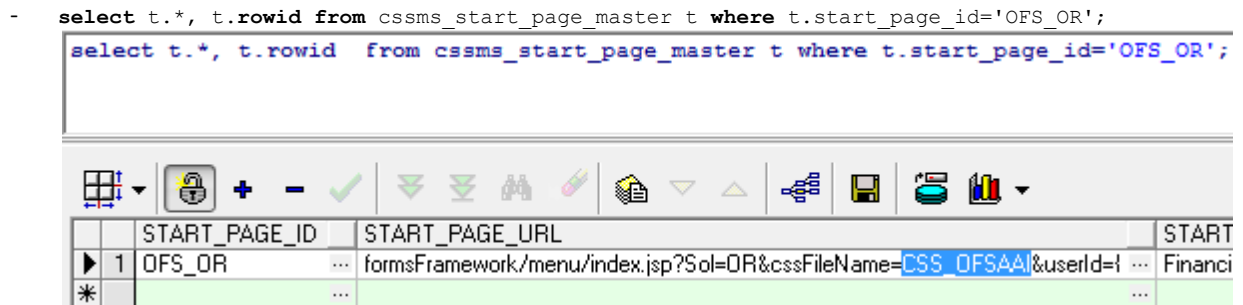 - select t.*, t.rowid from cssms_start_page_master t where t.start_page_id='OFS_OR';
select t.*, t.rowid  from cssms_start_page_master t where t.start_page_id='OFS_OR';
START_PAGE_ID START_PAGE_URL START
1 OFS_OR ... formsFramework/menu/index.jsp?Sol=OR&cssFileName=CSS_OFSAAI&userId={ ... Financi
* ... ...